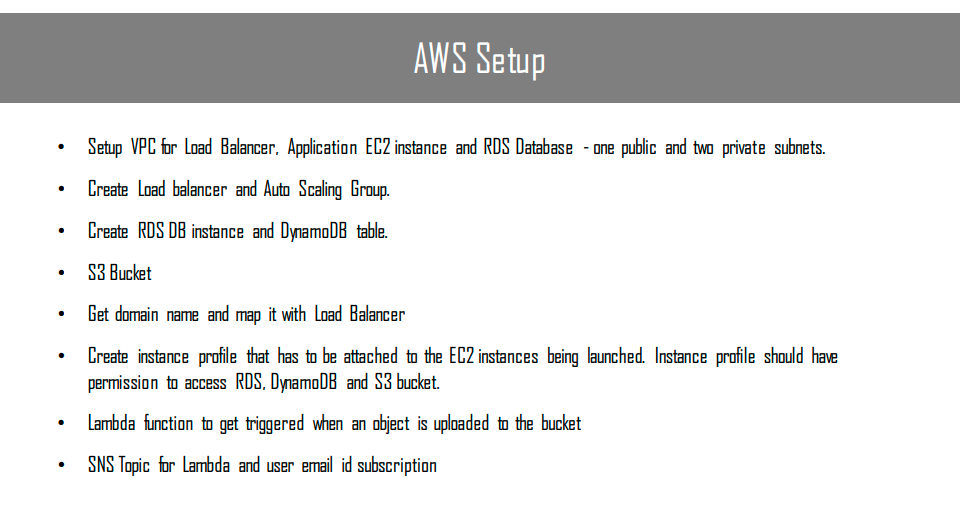 AWS Setup
• Setup VPC for Load Balancer, Application EC2 instance and RDS Database - one public and two private subnets.
• Create Load balancer and Auto Scaling Group.
• Create RDS DB instance and DynamoDB table.
• S3 Bucket
• Get domain name and map it with Load Balancer
• Create instance profile that has to be attached to the EC2 instances being launched. Instance profile should have
permission to access RDS, DynamoDB and S3 bucket.
• Lambda function to get triggered when an object is uploaded to the bucket
• SNS Topic for Lambda and user email id subscription